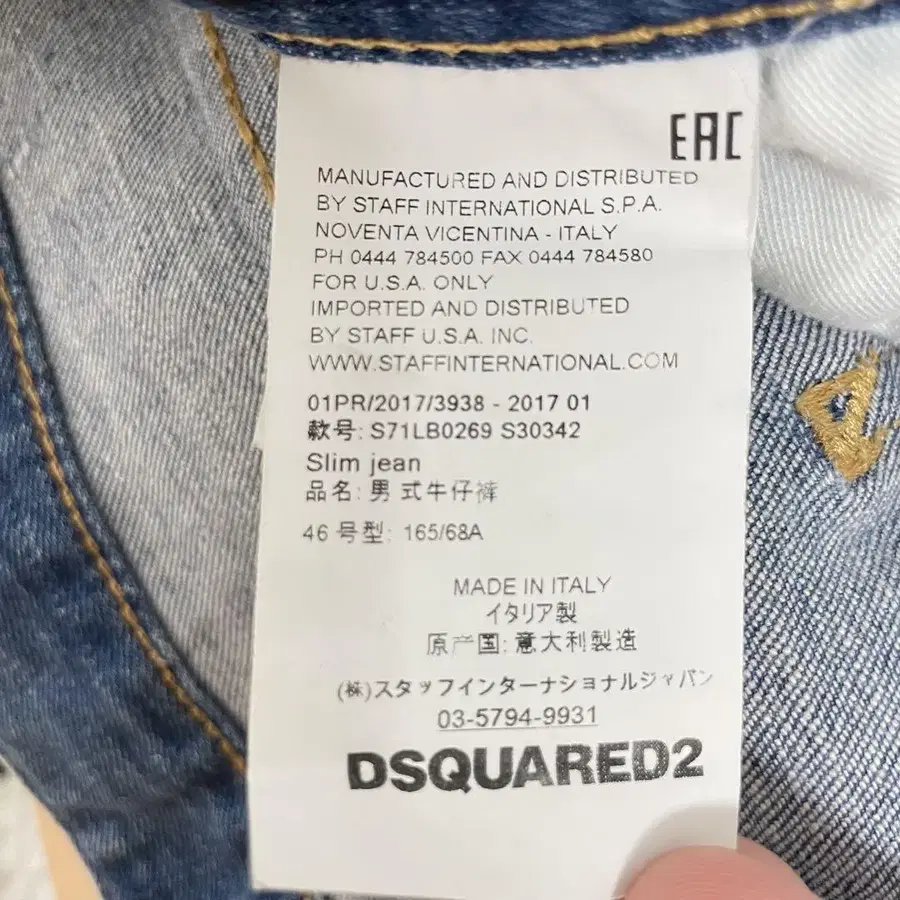 EAC
MANUFACTURED AND DISTRIBUTED
BY STAFF INTERNATIONAL S.P.A.
NOVENTA VICENTINA - ITALY
PH 0444 784500 FAX 0444 784580
FOR U.S.A. ONLY
IMPORTED AND DISTRIBUTED
BY STAFF U.S.A. INC.
WWW.STAFFINTERNATIONAL.COM
01PR/2017/3938 - 2017 01
款号: S71LB0269 S30342
Slim jean
品名: 男式牛仔裤
46 号型: 165/68A
MADE IN ITALY
イタリア製
原产国: 意大利製造
(株)スタッフインターナショナルジャパン
03-5794-9931
DSQUARED2